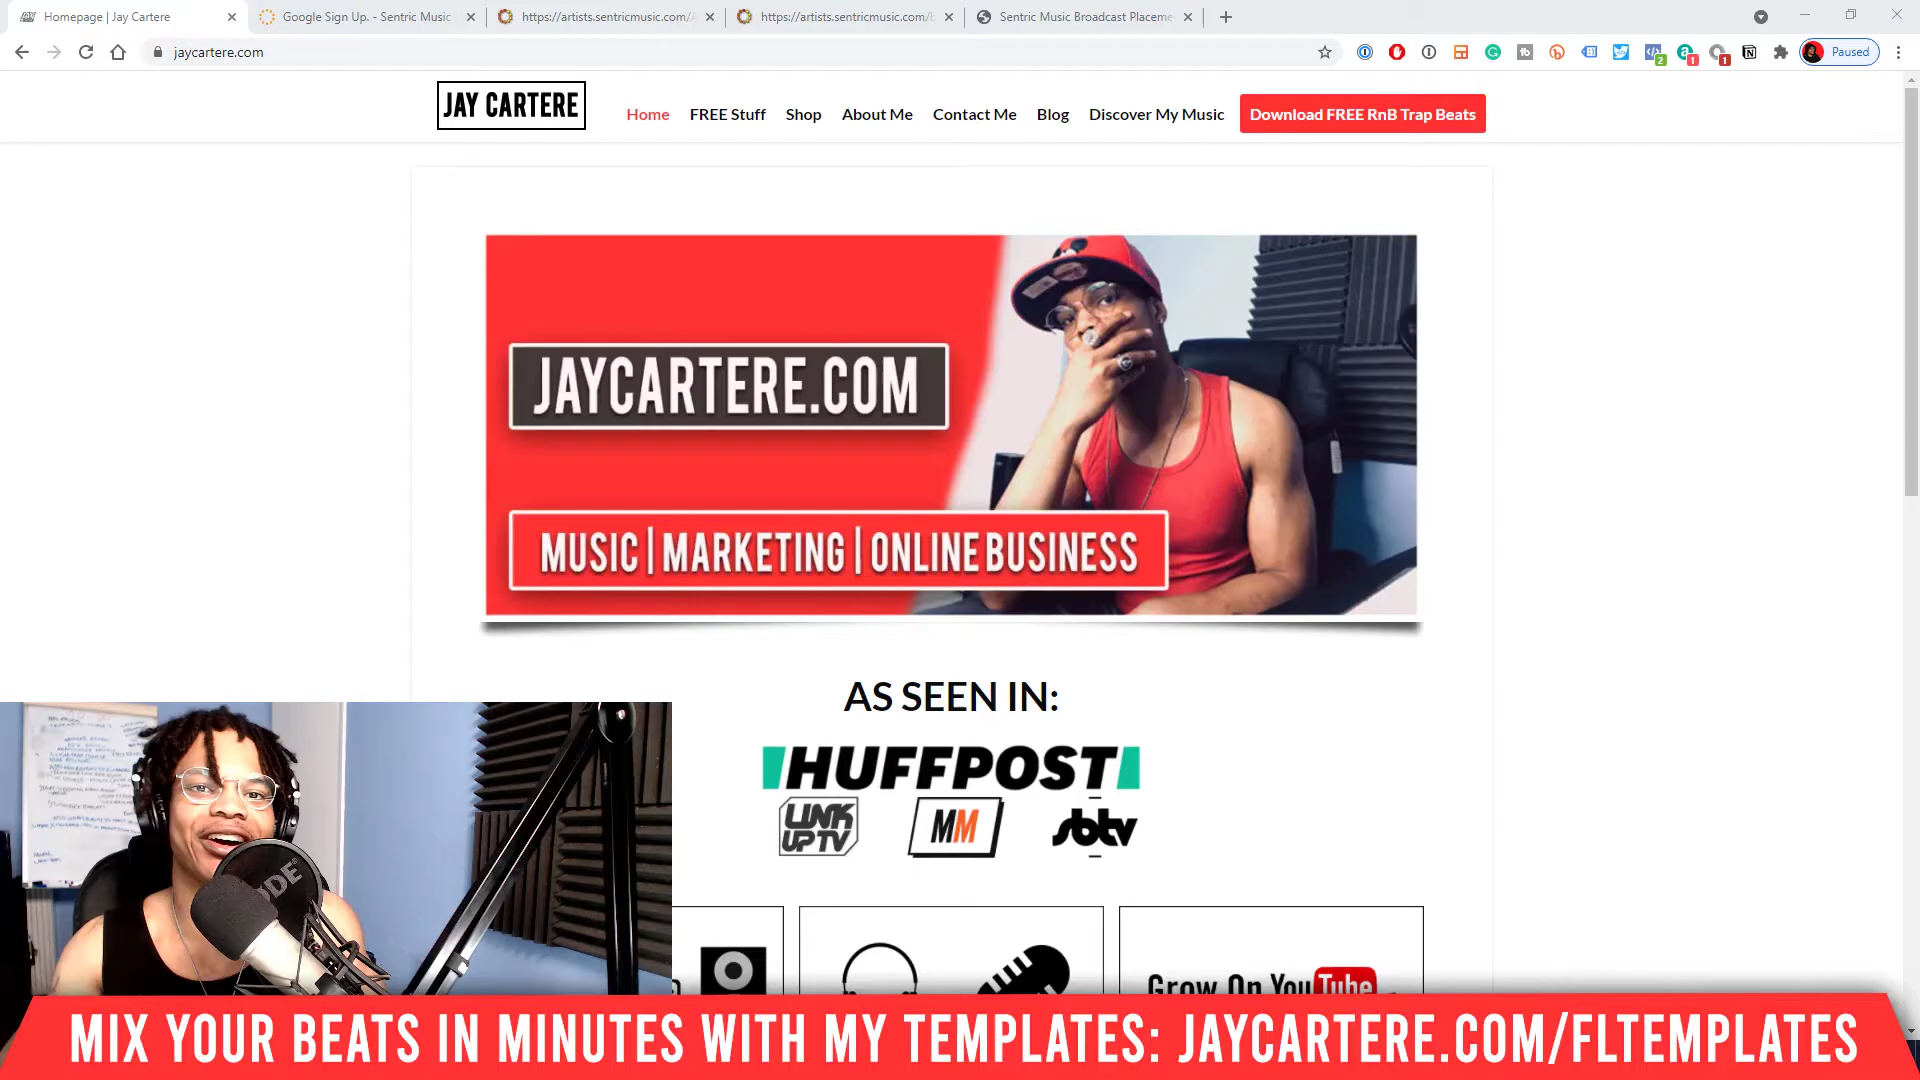 Homepage | Jay Cartere
Google Sign Up. - Sentric Music
https://artists.sentricmusic.com/
https://artists.sentricmusic.com/
Sentric Music Broadcast Placeme
jaycartere.com
Paused
JAY CARTERE
Home
FREE Stuff
Shop
About Me
Contact Me
Blog
Discover My Music
Download FREE RnB Trap Beats
JAYCARTERE.COM
MUSIC | MARKETING | ONLINE BUSINESS
AS SEEN IN:
HUFFPOST
LINK
UP TV
MM
sbtv
RODE
Grow On YouTube
MIX YOUR BEATS IN MINUTES WITH MY TEMPLATES: JAYCARTERE.COM/FLTEMPLATES